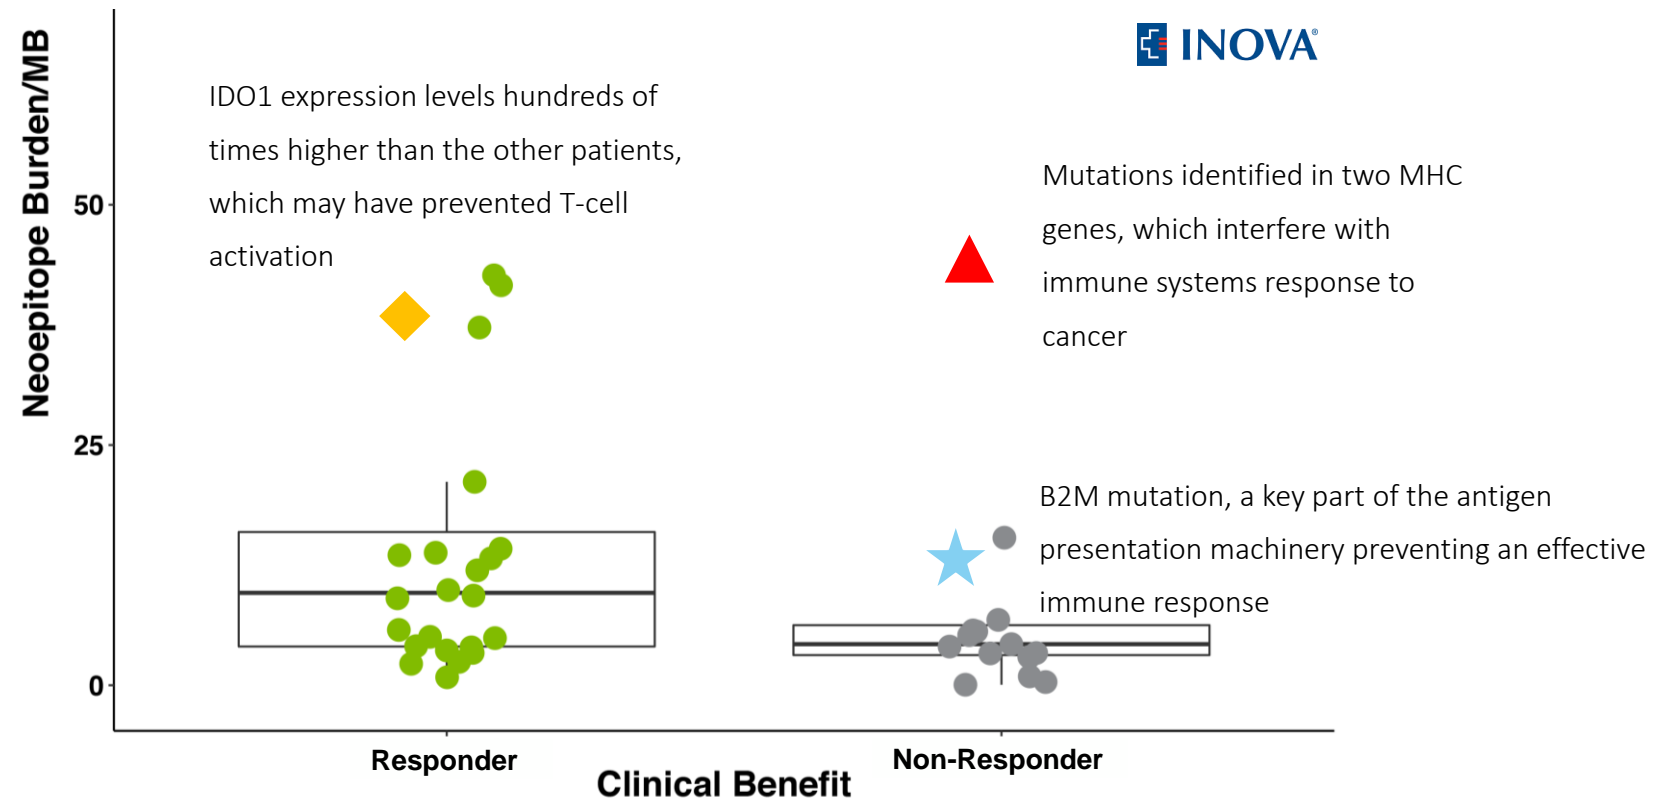 INOVA®
Neoepitope Burden/MB
50
25
0
IDO1 expression levels hundreds of
times higher than the other patients,
which may have prevented T-cell
activation
Mutations identified in two MHC
genes, which interfere with
immune systems response to
cancer
B2M mutation, a key part of the antigen
presentation machinery preventing an effective
immune response
Responder
Non-Responder
Clinical Benefit